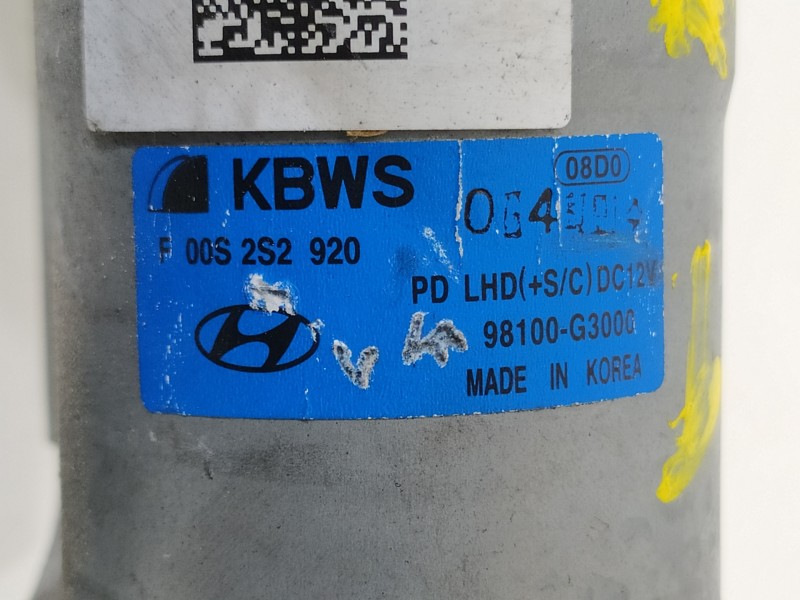 KBWS
08D0
F 00S 2S2 920
PD LHD(+S/C)DC12V
98100-G3000
MADE IN KOREA